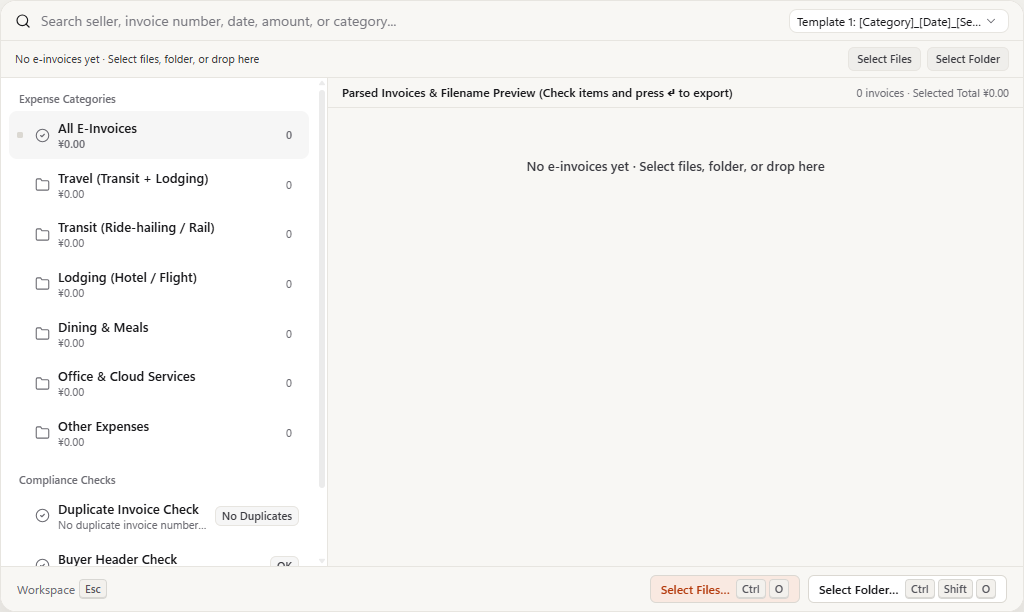 Search seller, invoice number, date, amount, or category...
Template 1: [Category]_[Date]_[Se...
No e-invoices yet · Select files, folder, or drop here
Select Files
Select Folder
Expense Categories
All E-Invoices
¥0.00
0
Travel (Transit + Lodging)
¥0.00
0
Transit (Ride-hailing / Rail)
¥0.00
0
Lodging (Hotel / Flight)
¥0.00
0
Dining & Meals
¥0.00
0
Office & Cloud Services
¥0.00
0
Other Expenses
¥0.00
0
Compliance Checks
Duplicate Invoice Check
No duplicate invoice number...
No Duplicates
Buyer Header Check
OK
Parsed Invoices & Filename Preview (Check items and press ↵ to export)
0 invoices · Selected Total ¥0.00
No e-invoices yet · Select files, folder, or drop here
Workspace Esc
Select Files... Ctrl O
Select Folder... Ctrl Shift O